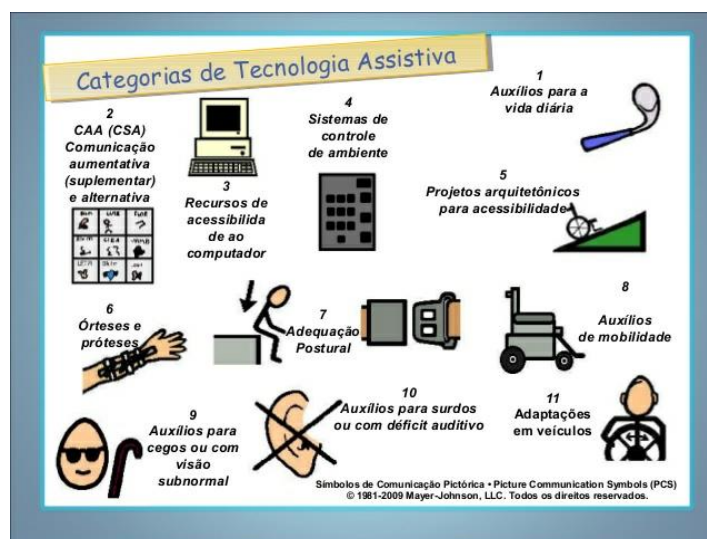 Categorias de Tecnologia Assistiva
1
Auxílios para a
vida diária
2
CAA (CSA)
Comunicação
aumentativa
(suplementar)
e alternativa
3
Recursos de
acessibilida
de ao
computador
4
Sistemas de
controle
de ambiente
5
Projetos arquitetônicos
para acessibilidade
6
Órteses e
próteses
7
Adequação
Postural
8
Auxílios
de mobilidade
9
Auxílios para
cegos ou com
visão
subnormal
10
Auxílios para surdos
ou com déficit auditivo
11
Adaptações
em veículos
Símbolos de Comunicação Pictórica • Picture Communication Symbols (PCS)
© 1981-2009 Mayer-Johnson, LLC. Todos os direitos reservados.